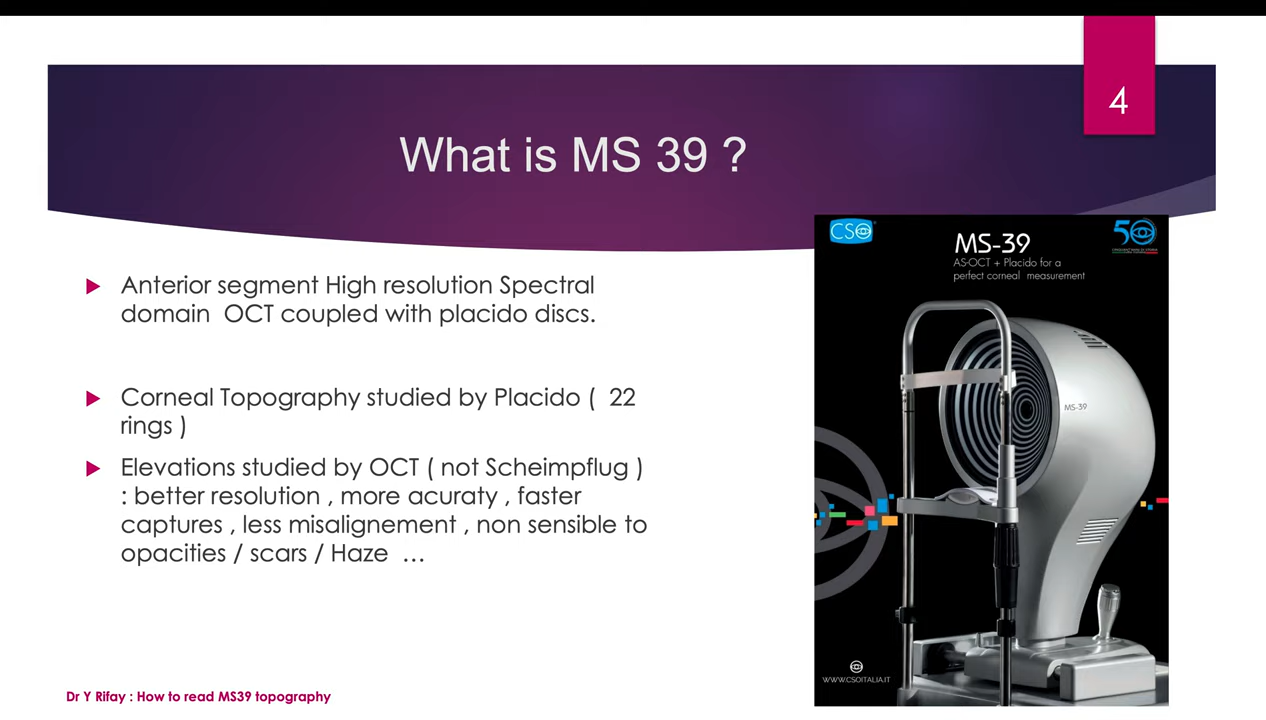 4
What is MS 39 ?
Anterior segment High resolution Spectral
domain OCT coupled with placido discs.
Corneal Topography studied by Placido ( 22
rings )
Elevations studied by OCT ( not Scheimpflug )
: better resolution , more acuraty , faster
captures , less misalignement , non sensible to
opacities / scars / Haze ...
CSO
50
MS-39
AS-OCT + Placido for a
perfect corneal measurement
MS-39
WWW.CSOITALIA.IT
Dr Y Rifay : How to read MS39 topography